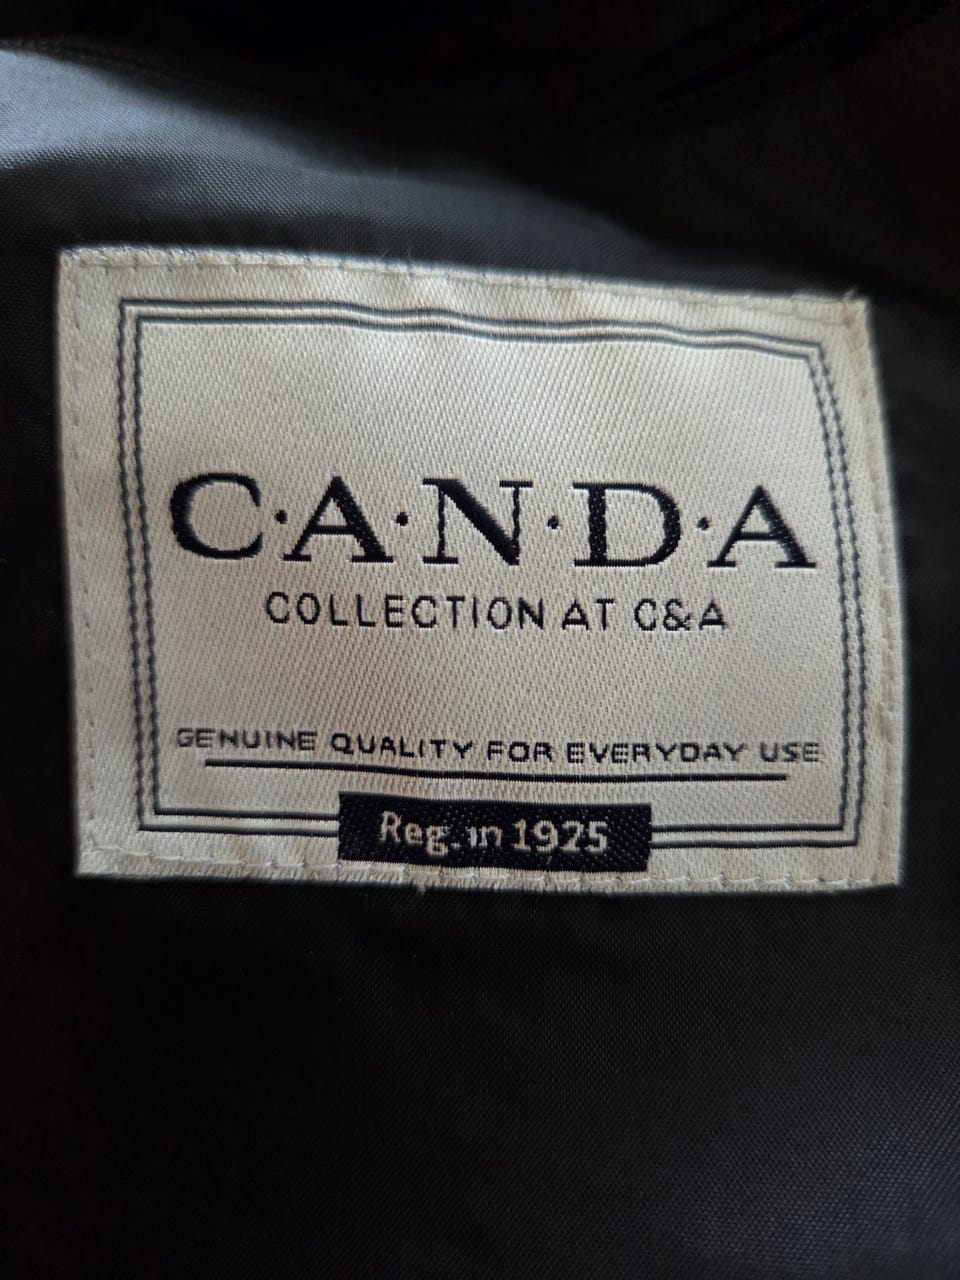 C·A·N·D·A
COLLECTION AT C&A
GENUINE QUALITY FOR EVERYDAY USE
Reg. in 1925